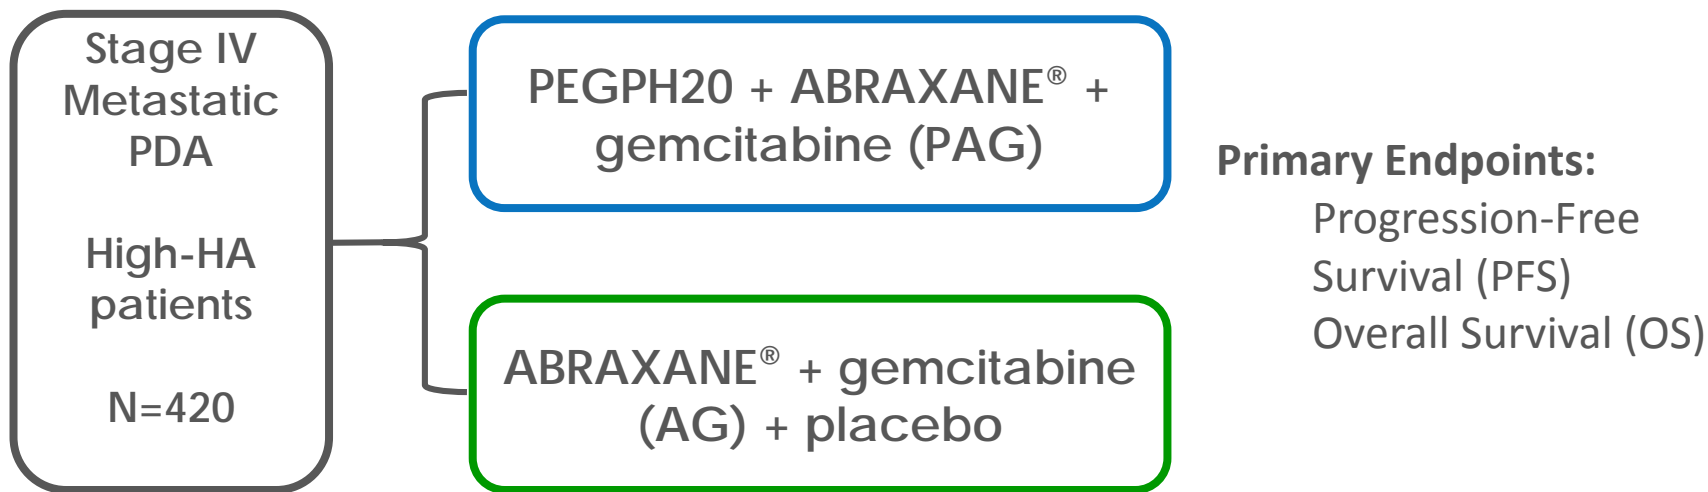 Stage IV
Metastatic
PDA
High-HA
patients
N=420
PEGPH20 + ABRAXANE® +
gemcitabine (PAG)
ABRAXANE® + gemcitabine
(AG) + placebo
Primary Endpoints:
Progression-Free
Survival (PFS)
Overall Survival (OS)